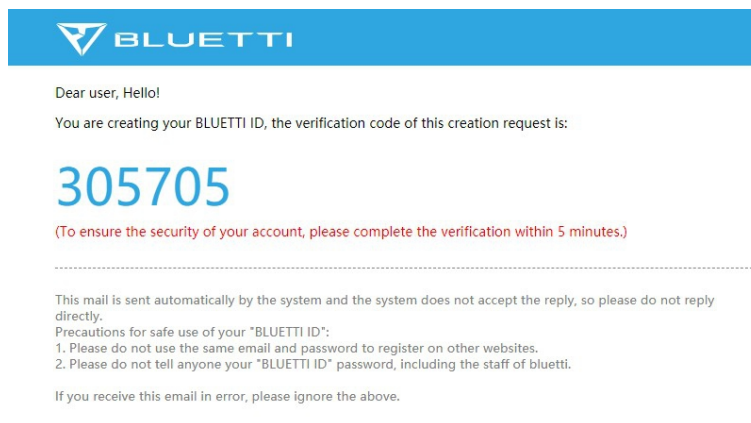 BLUETTI
Dear user, Hello!
You are creating your BLUETTI ID, the verification code of this creation request is:
305705
(To ensure the security of your account, please complete the verification within 5 minutes.)
This mail is sent automatically by the system and the system does not accept the reply, so please do not reply
directly.
Precautions for safe use of your "BLUETTI ID":
1. Please do not use the same email and password to register on other websites.
2. Please do not tell anyone your "BLUETTI ID" password, including the staff of bluetti.
If you receive this email in error, please ignore the above.